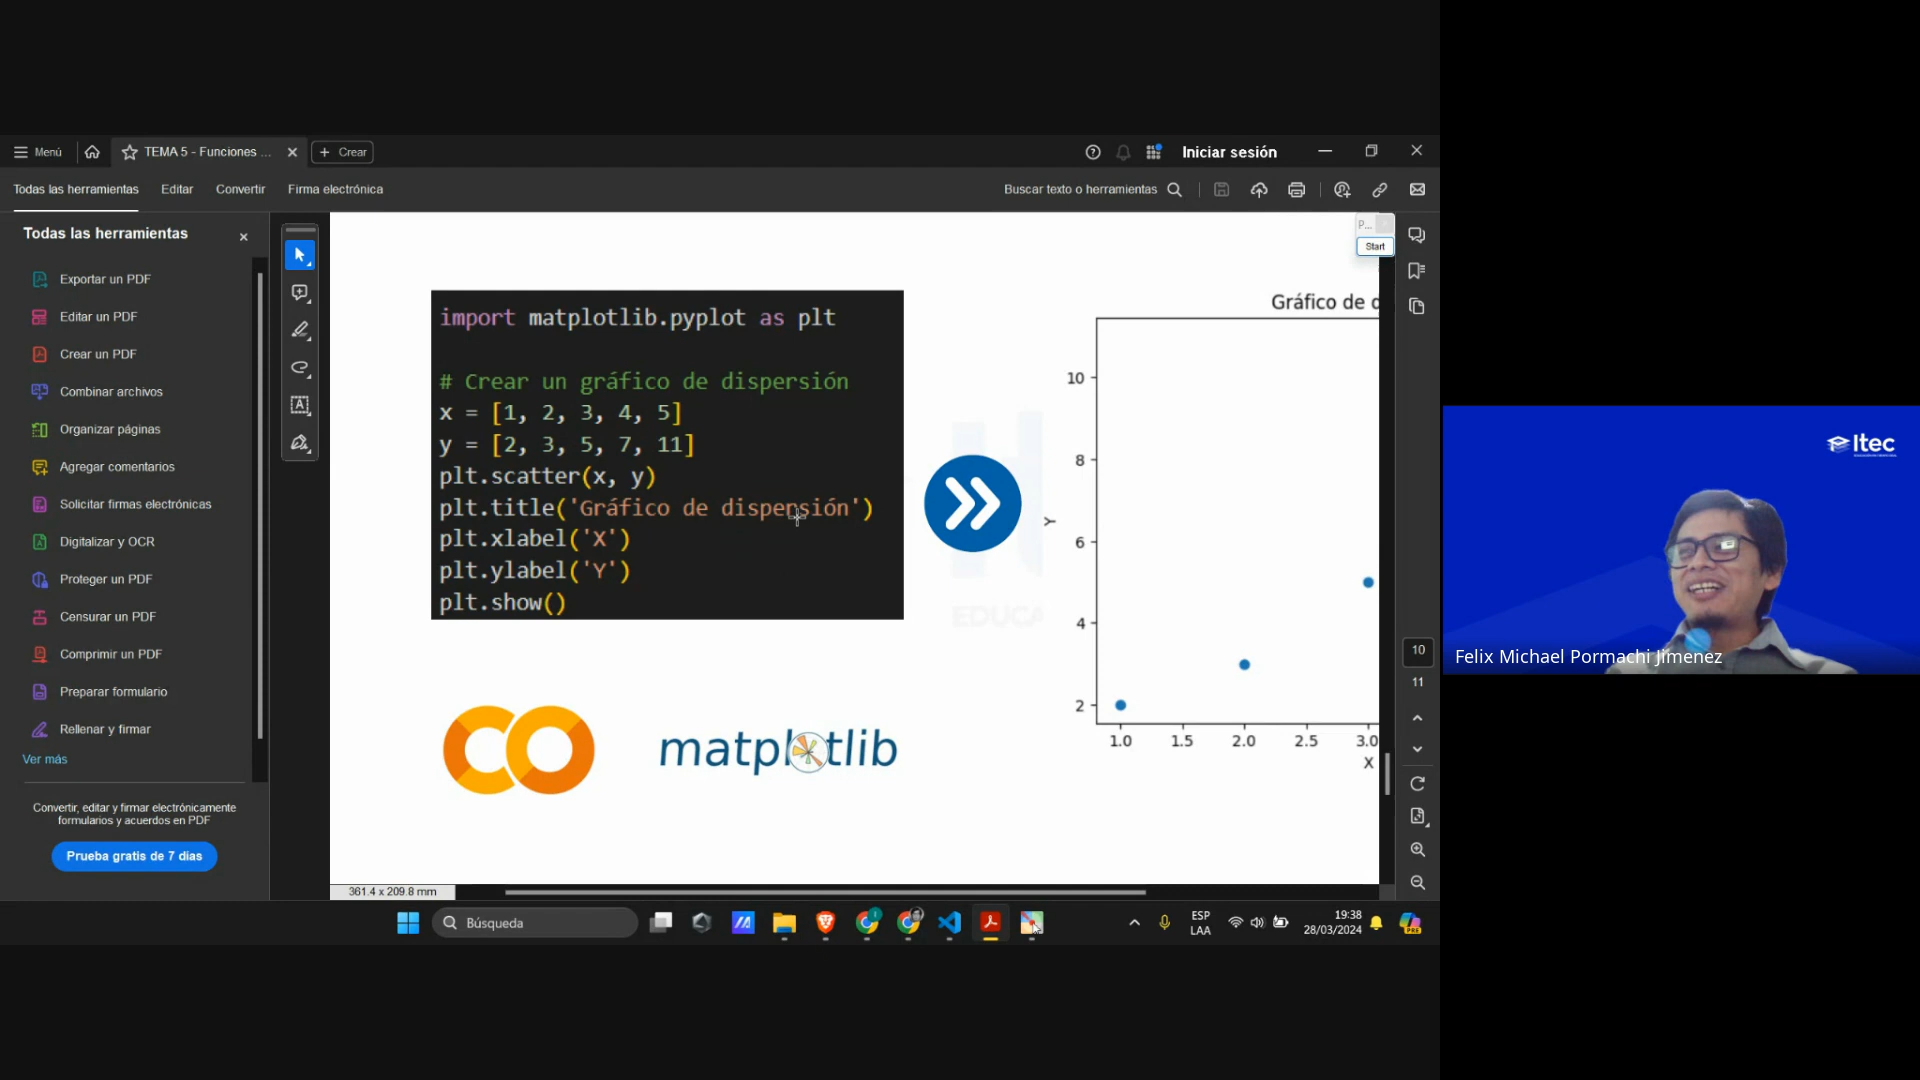 Menú
TEMA 5 - Funciones ...
Crear
Iniciar sesión
Todas las herramientas
Editar
Convertir
Firma electrónica
Buscar texto o herramientas
Todas las herramientas
Exportar un PDF
Editar un PDF
Crear un PDF
Combinar archivos
Organizar páginas
Agregar comentarios
Solicitar firmas electrónicas
Digitalizar y OCR
Proteger un PDF
Censurar un PDF
Comprimir un PDF
Preparar formulario
Rellenar y firmar
Ver más
Convertir, editar y firmar electrónicamente
formularios y acuerdos en PDF
Prueba gratis de 7 días
import matplotlib.pyplot as plt
# Crear un gráfico de dispersión
x = [1, 2, 3, 4, 5]
y = [2, 3, 5, 7, 11]
plt.scatter(x, y)
plt.title('Gráfico de dispersión')
plt.xlabel('X')
plt.ylabel('Y')
plt.show()
matplotlib
EDUCA
P...
Start
Gráfico de d
10
8
6
4
2
Y
1.0 1.5 2.0 2.5 3.0
X
10
11
361.4 x 209.8 mm
Búsqueda
ESP
LAA
19:38
28/03/2024
PRE
Itec
Felix Michael Pormachi Jimenez